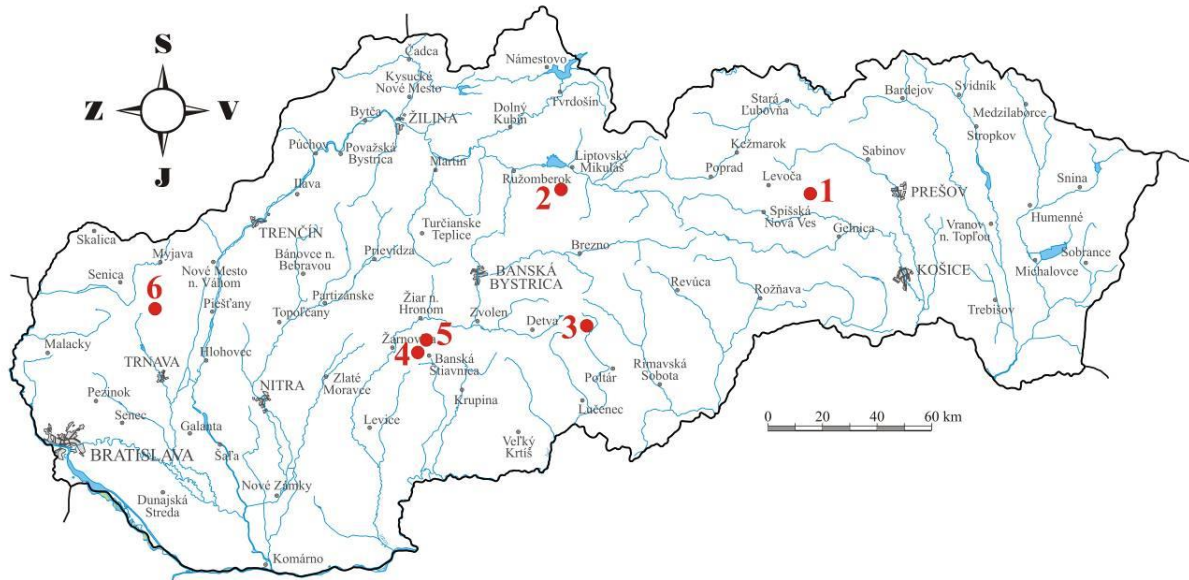 S
Z
V
J
Čadca
Kysucké
Nové Mesto
Bytča
ŽILINA
Námestovo
Tvrdošín
Dolný
Kubín
Púchov
Považská
Bystrica
Martin
Ružomberok
Liptovský
Mikuláš
2
Ilava
TRENČÍN
Turčianske
Teplice
Stará
Ľubovňa
Kežmarok
Poprad
Levoča
1
Spišská
Nová Ves
Gelnica
Sabinov
PREŠOV
Bardejov
Svidník
Medzilaborce
Stropkov
Snina
Humenné
Vranov
n. Topľou
Michalovce
Sobrance
KOŠICE
Trebišov
Skalica
Myjava
Senica
Nové Mesto
n. Váhom
Bánovce n.
Bebravou
Prievidza
BANSKÁ
BYSTRICA
Brezno
Revúca
Rožňava
6
Piešťany
Partizánske
Topoľčany
Žiar n.
Hronom
Zvolen
Detva
3
5
4
Banská
Štiavnica
Malacky
TRNAVA
Hlohovec
NITRA
Zlaté
Moravce
Krupina
Poltár
Rimavská
Sobota
Lučenec
Pezinok
Senec
Galanta
Levice
Veľký
Krtíš
BRATISLAVA
Šaľa
Nové Zámky
Dunajská
Streda
Komárno
0 20 40 60 km